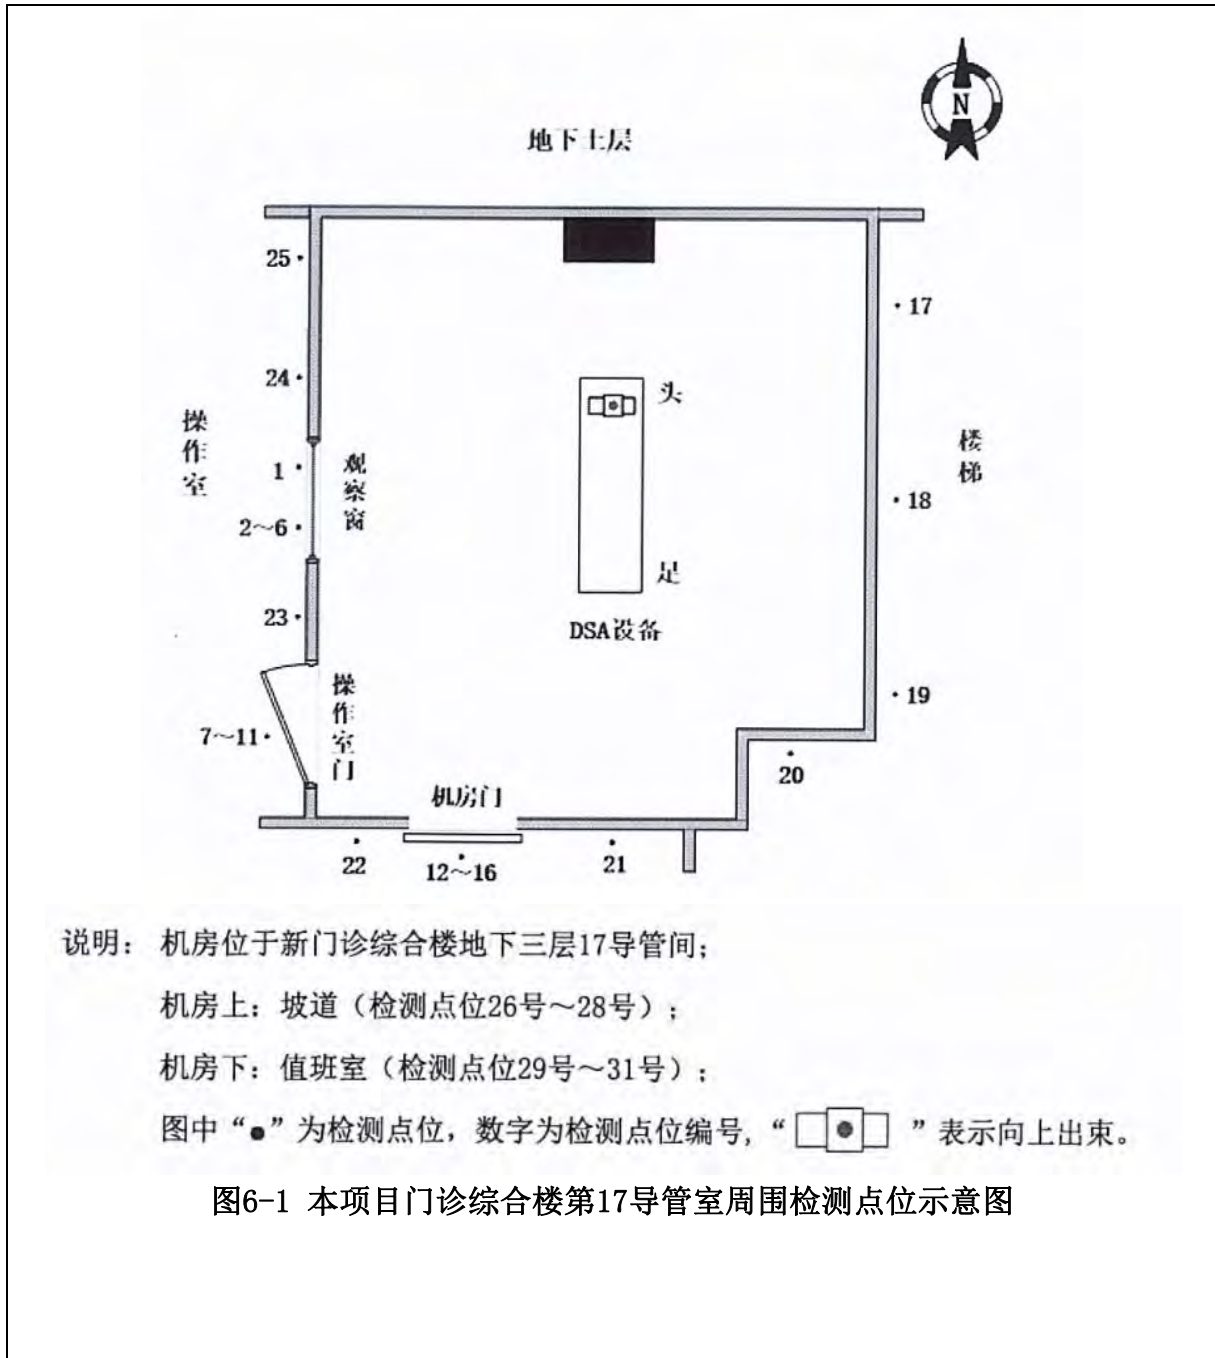 N
地下土层
25
17
24
头
操作室
楼梯
1
观察窗
18
2～6
足
23
DSA设备
操作室门
19
7～11
20
机房门
22
12～16
21
说明： 机房位于新门诊综合楼地下三层17导管间；
机房上：坡道（检测点位26号～28号）；
机房下：值班室（检测点位29号～31号）；
图中“●”为检测点位，数字为检测点位编号，“ ”表示向上出束。
图6-1 本项目门诊综合楼第17导管室周围检测点位示意图